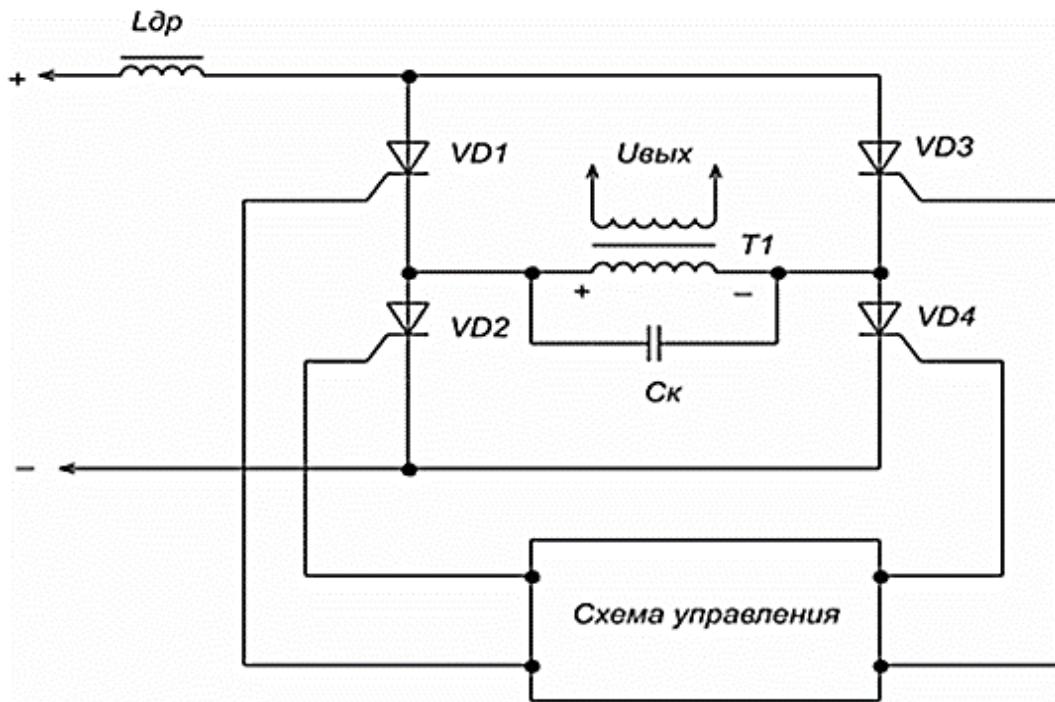 Lдр
+
VD1
Uвых
VD3
T1
+
–
VD2
VD4
Cк
–
Схема управления